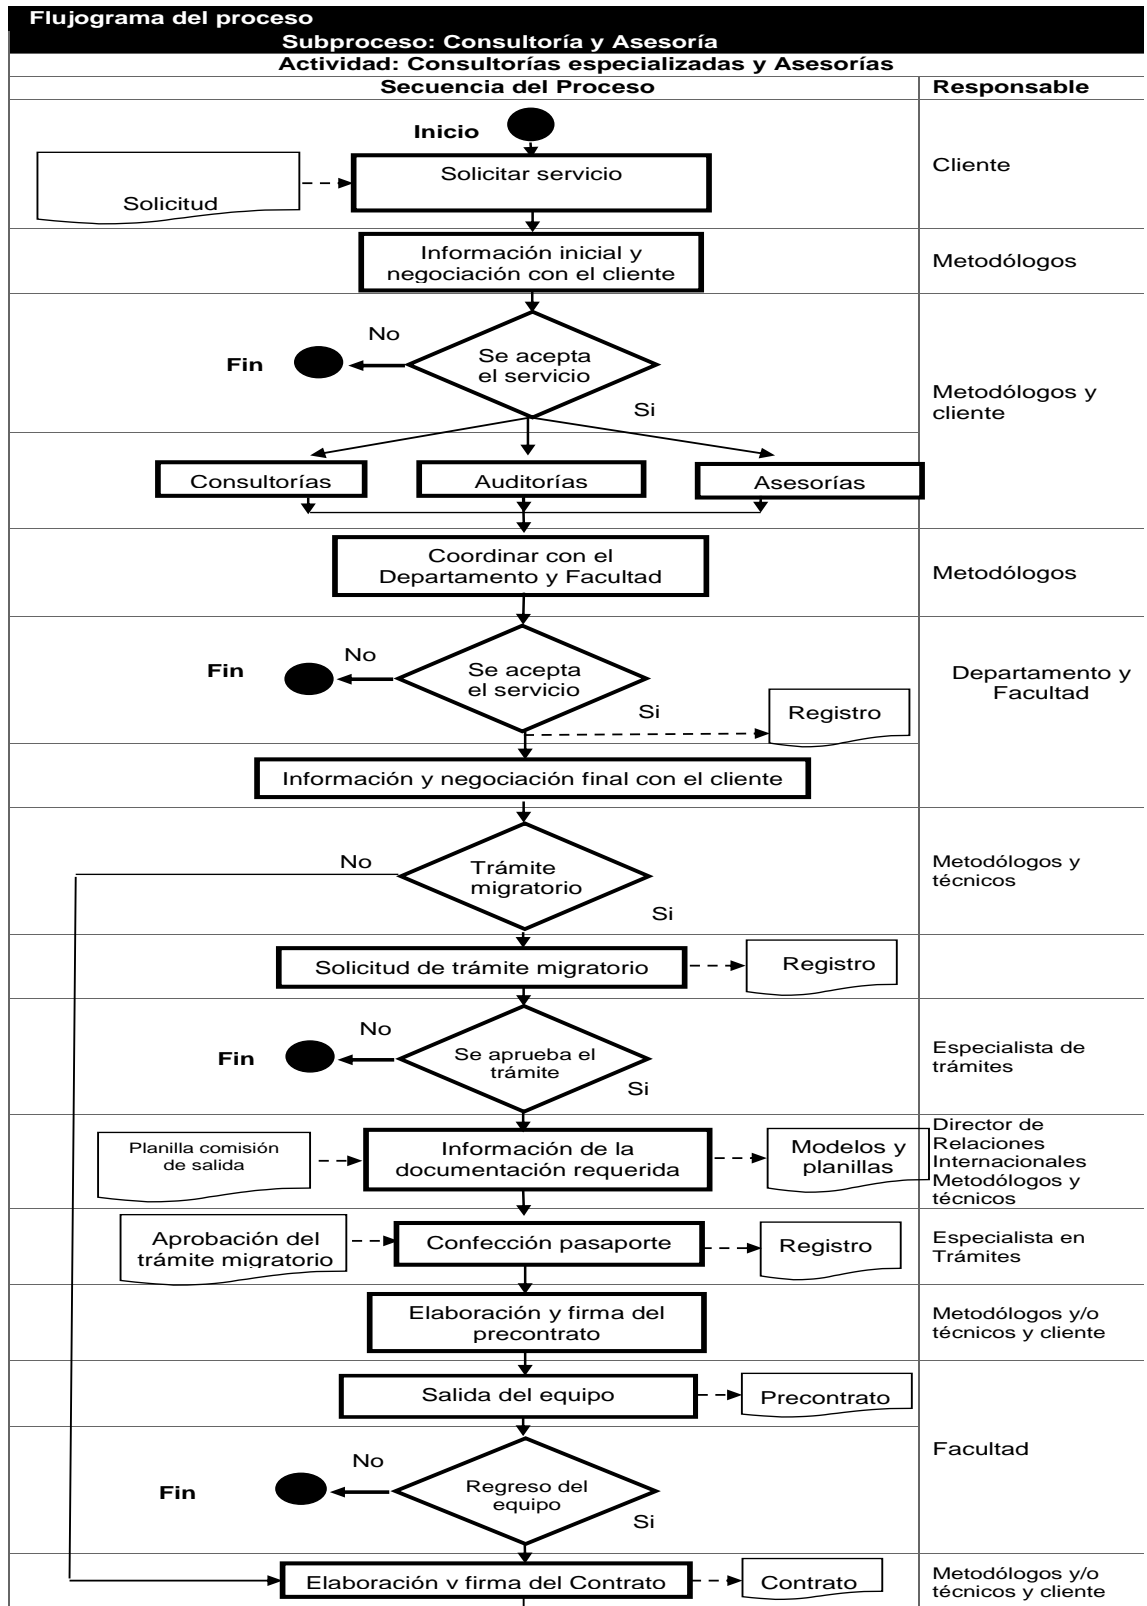 Flujograma del proceso
Subproceso: Consultoría y Asesoría
Actividad: Consultorías especializadas y Asesorías
Secuencia del Proceso
Responsable
Inicio
Solicitud
Solicitar servicio
Cliente
Información inicial y
negociación con el cliente
Metodólogos
No
Fin
Se acepta
el servicio
Si
Metodólogos y
cliente
Consultorías
Auditorías
Asesorías
Coordinar con el
Departamento y Facultad
Metodólogos
No
Fin
Se acepta
el servicio
Si
Registro
Departamento y
Facultad
Información y negociación final con el cliente
No
Trámite
migratorio
Si
Metodólogos y
técnicos
Solicitud de trámite migratorio
Registro
No
Fin
Se aprueba el
trámite
Si
Especialista de
trámites
Planilla comisión
de salida
Información de la
documentación requerida
Modelos y
planillas
Director de
Relaciones
Internacionales
Metodólogos y
técnicos
Aprobación del
trámite migratorio
Confección pasaporte
Registro
Especialista en
Trámites
Elaboración y firma del
precontrato
Metodólogos y/o
técnicos y cliente
Salida del equipo
Precontrato
Facultad
No
Fin
Regreso del
equipo
Si
Elaboración y firma del Contrato
Contrato
Metodólogos y/o
técnicos y cliente